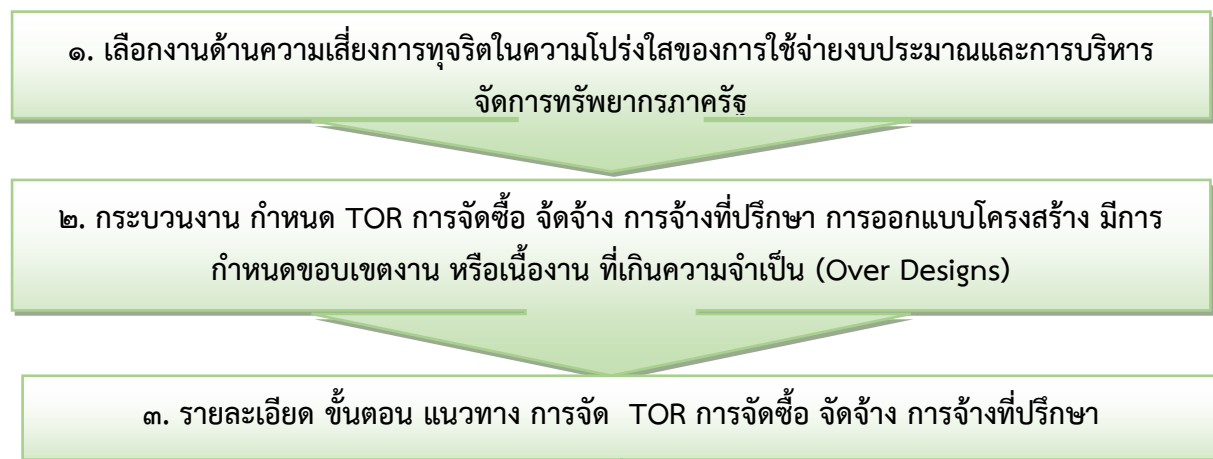 ๑. เลือกงานด้านความเสี่ยงการทุจริตในความโปร่งใสของการใช้จ่ายงบประมาณและการบริหาร
จัดการทรัพยากรภาครัฐ
๒. กระบวนงาน กำหนด TOR การจัดซื้อ จัดจ้าง การจ้างที่ปรึกษา การออกแบบโครงสร้าง มีการ
กำหนดขอบเขตงาน หรือเนื้องาน ที่เกินความจำเป็น (Over Designs)
๓. รายละเอียด ขั้นตอน แนวทาง การจัด TOR การจัดซื้อ จัดจ้าง การจ้างที่ปรึกษา